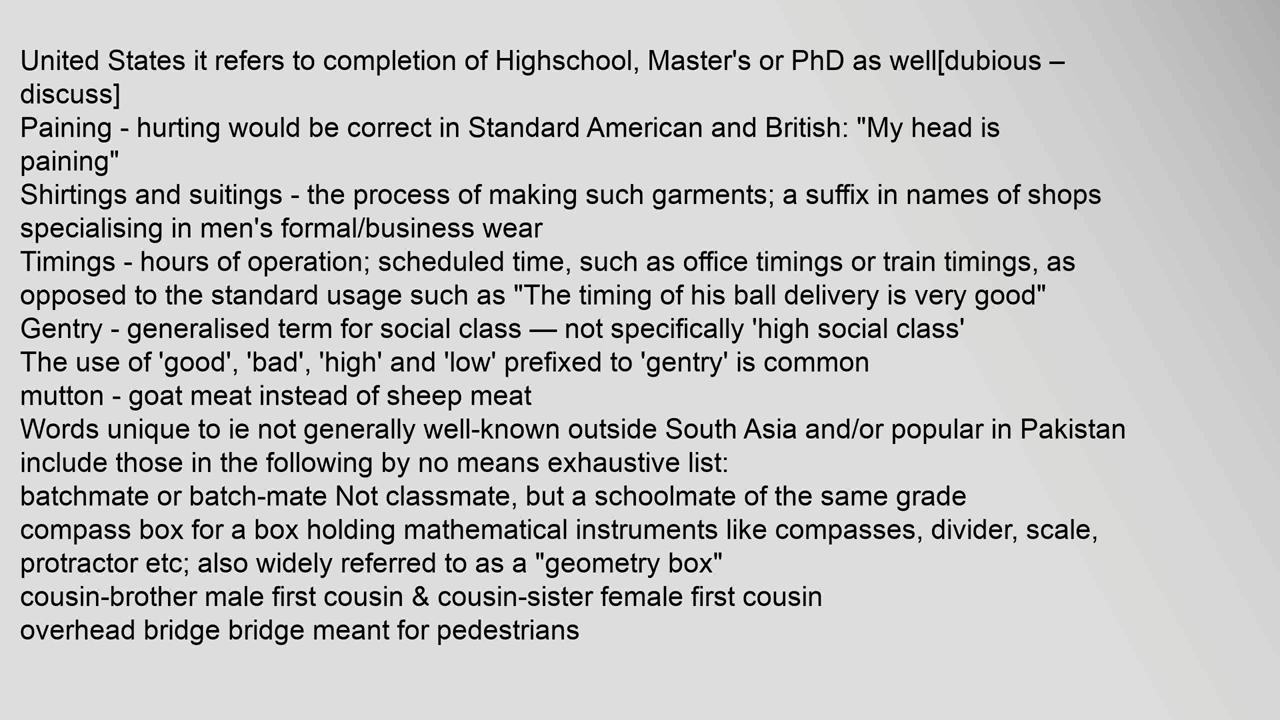 United States it refers to completion of Highschool, Master's or PhD as well[dubious –
discuss]
Paining - hurting would be correct in Standard American and British: "My head is
paining"
Shirtings and suitings - the process of making such garments; a suffix in names of shops
specialising in men's formal/business wear
Timings - hours of operation; scheduled time, such as office timings or train timings, as
opposed to the standard usage such as "The timing of his ball delivery is very good"
Gentry - generalised term for social class — not specifically 'high social class'
The use of 'good', 'bad', 'high' and 'low' prefixed to 'gentry' is common
mutton - goat meat instead of sheep meat
Words unique to ie not generally well-known outside South Asia and/or popular in Pakistan
include those in the following by no means exhaustive list:
batchmate or batch-mate Not classmate, but a schoolmate of the same grade
compass box for a box holding mathematical instruments like compasses, divider, scale,
protractor etc; also widely referred to as a "geometry box"
cousin-brother male first cousin & cousin-sister female first cousin
overhead bridge bridge meant for pedestrians